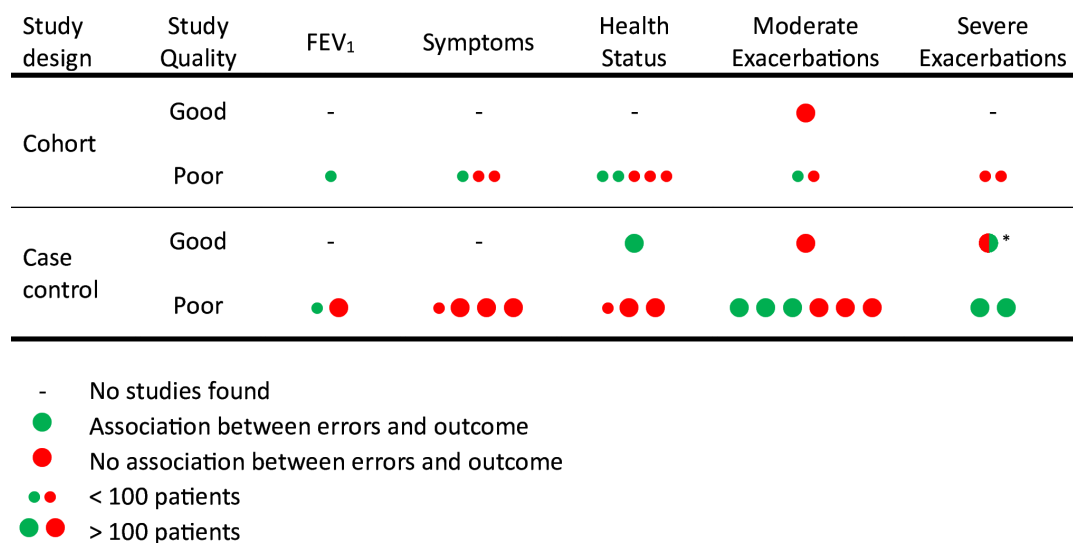 Study design Study Quality FEV₁ Symptoms Health Status Moderate Exacerbations Severe Exacerbations
Cohort
Good - - - -
Poor
Case control
Good - - *
Poor
- No studies found
Association between errors and outcome
No association between errors and outcome
< 100 patients
> 100 patients